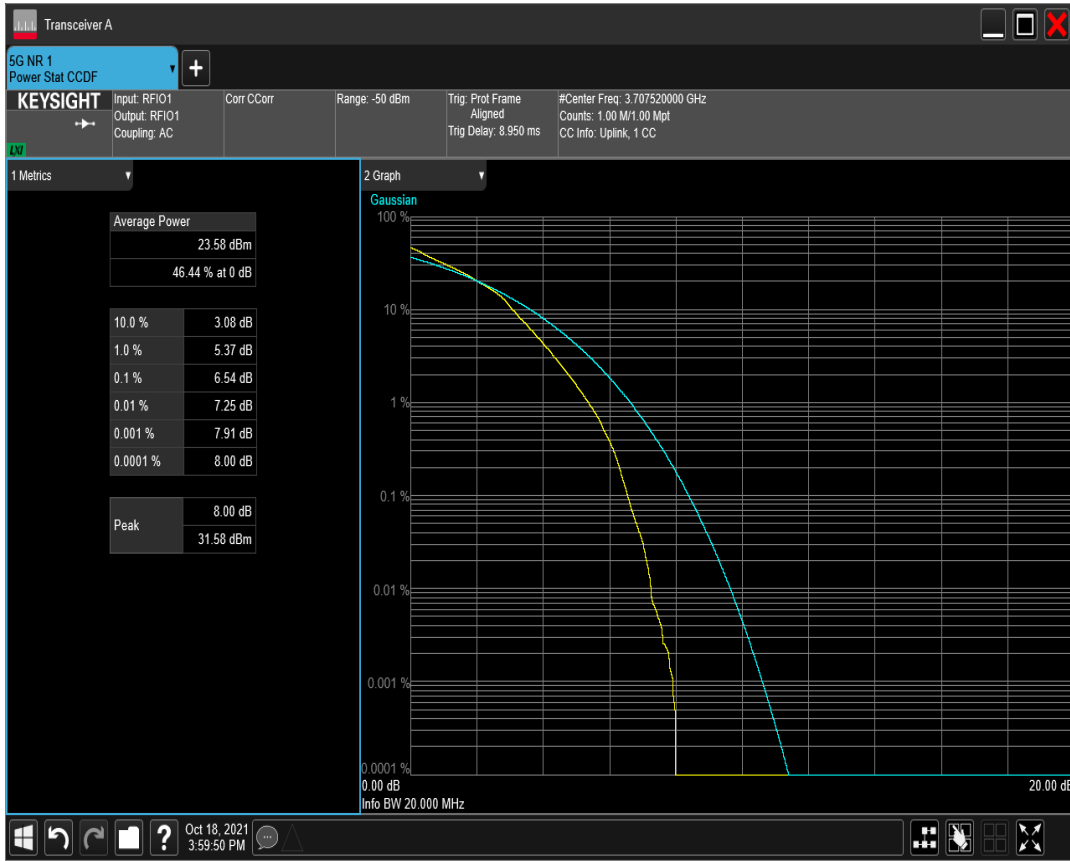 Transceiver A
5G NR 1
Power Stat CCDF
KEYSIGHT
LXI
Input: RFIO1
Output: RFIO1
Coupling: AC
Corr CCorr
Range: -50 dBm
Trig: Prot Frame
Aligned
Trig Delay: 8.950 ms
#Center Freq: 3.707520000 GHz
Counts: 1.00 M/1.00 Mpt
CC Info: Uplink, 1 CC
1 Metrics
Average Power
23.58 dBm
46.44 % at 0 dB
10.0 % 3.08 dB
1.0 % 5.37 dB
0.1 % 6.54 dB
0.01 % 7.25 dB
0.001 % 7.91 dB
0.0001 % 8.00 dB
Peak 8.00 dB
31.58 dBm
2 Graph
Gaussian
100 %
10 %
1 %
0.1 %
0.01 %
0.001 %
0.0001 %
0.00 dB 20.00 dB
Info BW 20.000 MHz
? Oct 18, 2021
3:59:50 PM